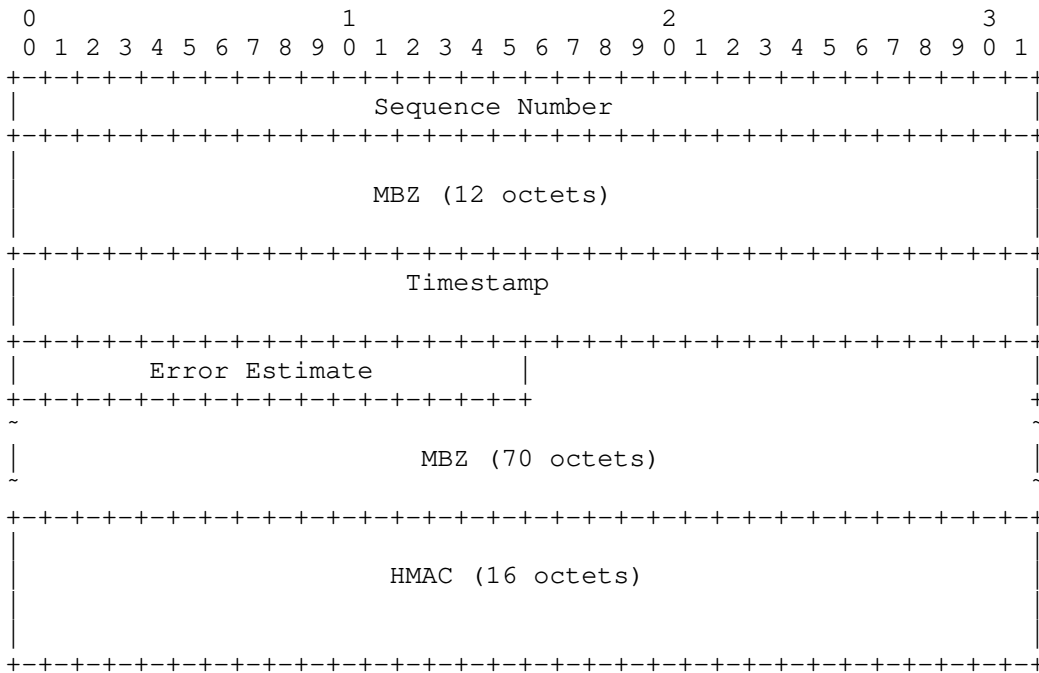 0                   1                   2                   3
 0 1 2 3 4 5 6 7 8 9 0 1 2 3 4 5 6 7 8 9 0 1 2 3 4 5 6 7 8 9 0 1
+-+-+-+-+-+-+-+-+-+-+-+-+-+-+-+-+-+-+-+-+-+-+-+-+-+-+-+-+-+-+-+-+
|                      Sequence Number                          |
+-+-+-+-+-+-+-+-+-+-+-+-+-+-+-+-+-+-+-+-+-+-+-+-+-+-+-+-+-+-+-+-+
|                                                               |
|                      MBZ (12 octets)                          |
|                                                               |
+-+-+-+-+-+-+-+-+-+-+-+-+-+-+-+-+-+-+-+-+-+-+-+-+-+-+-+-+-+-+-+-+
|                        Timestamp                              |
|                                                               |
+-+-+-+-+-+-+-+-+-+-+-+-+-+-+-+-+-+-+-+-+-+-+-+-+-+-+-+-+-+-+-+-+
|        Error Estimate         |                               |
+-+-+-+-+-+-+-+-+-+-+-+-+-+-+-+-+                               +
~                                                               ~
|                         MBZ (70 octets)                       |
~                                                               ~
+-+-+-+-+-+-+-+-+-+-+-+-+-+-+-+-+-+-+-+-+-+-+-+-+-+-+-+-+-+-+-+-+
|                                                               |
|                       HMAC (16 octets)                        |
|                                                               |
|                                                               |
+-+-+-+-+-+-+-+-+-+-+-+-+-+-+-+-+-+-+-+-+-+-+-+-+-+-+-+-+-+-+-+-+